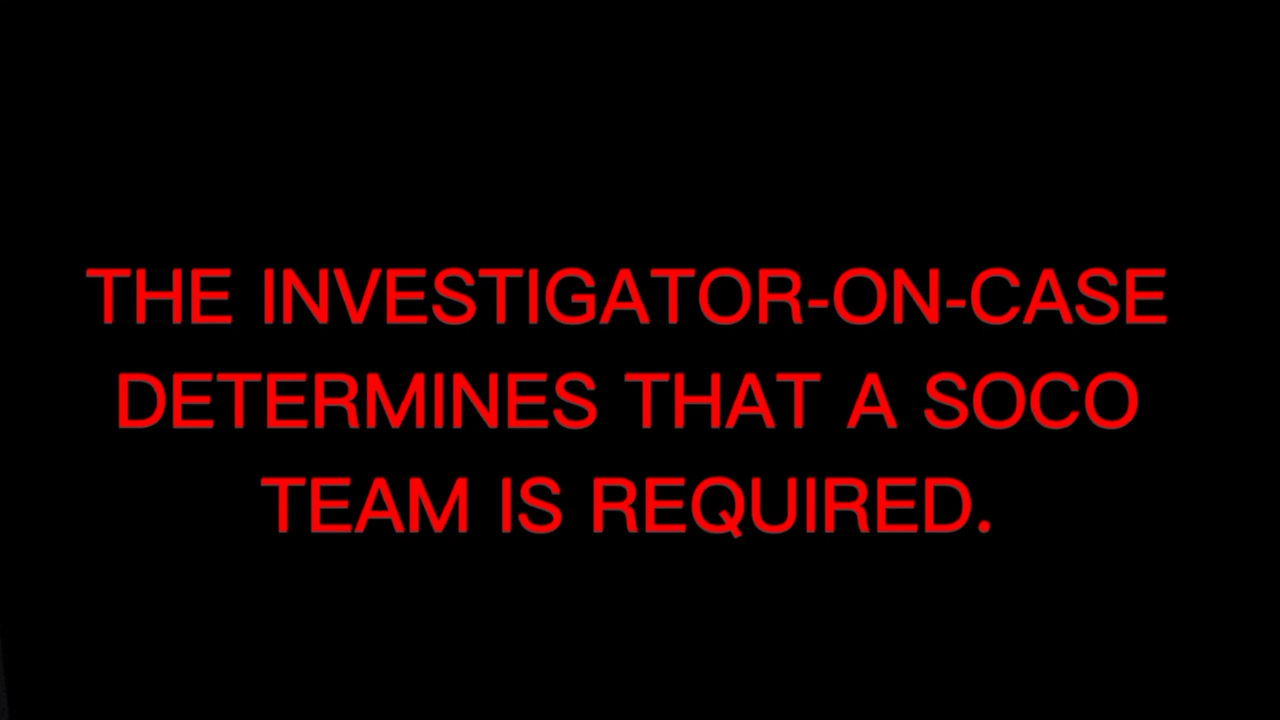 THE INVESTIGATOR-ON-CASE
DETERMINES THAT A SOCO
TEAM IS REQUIRED.